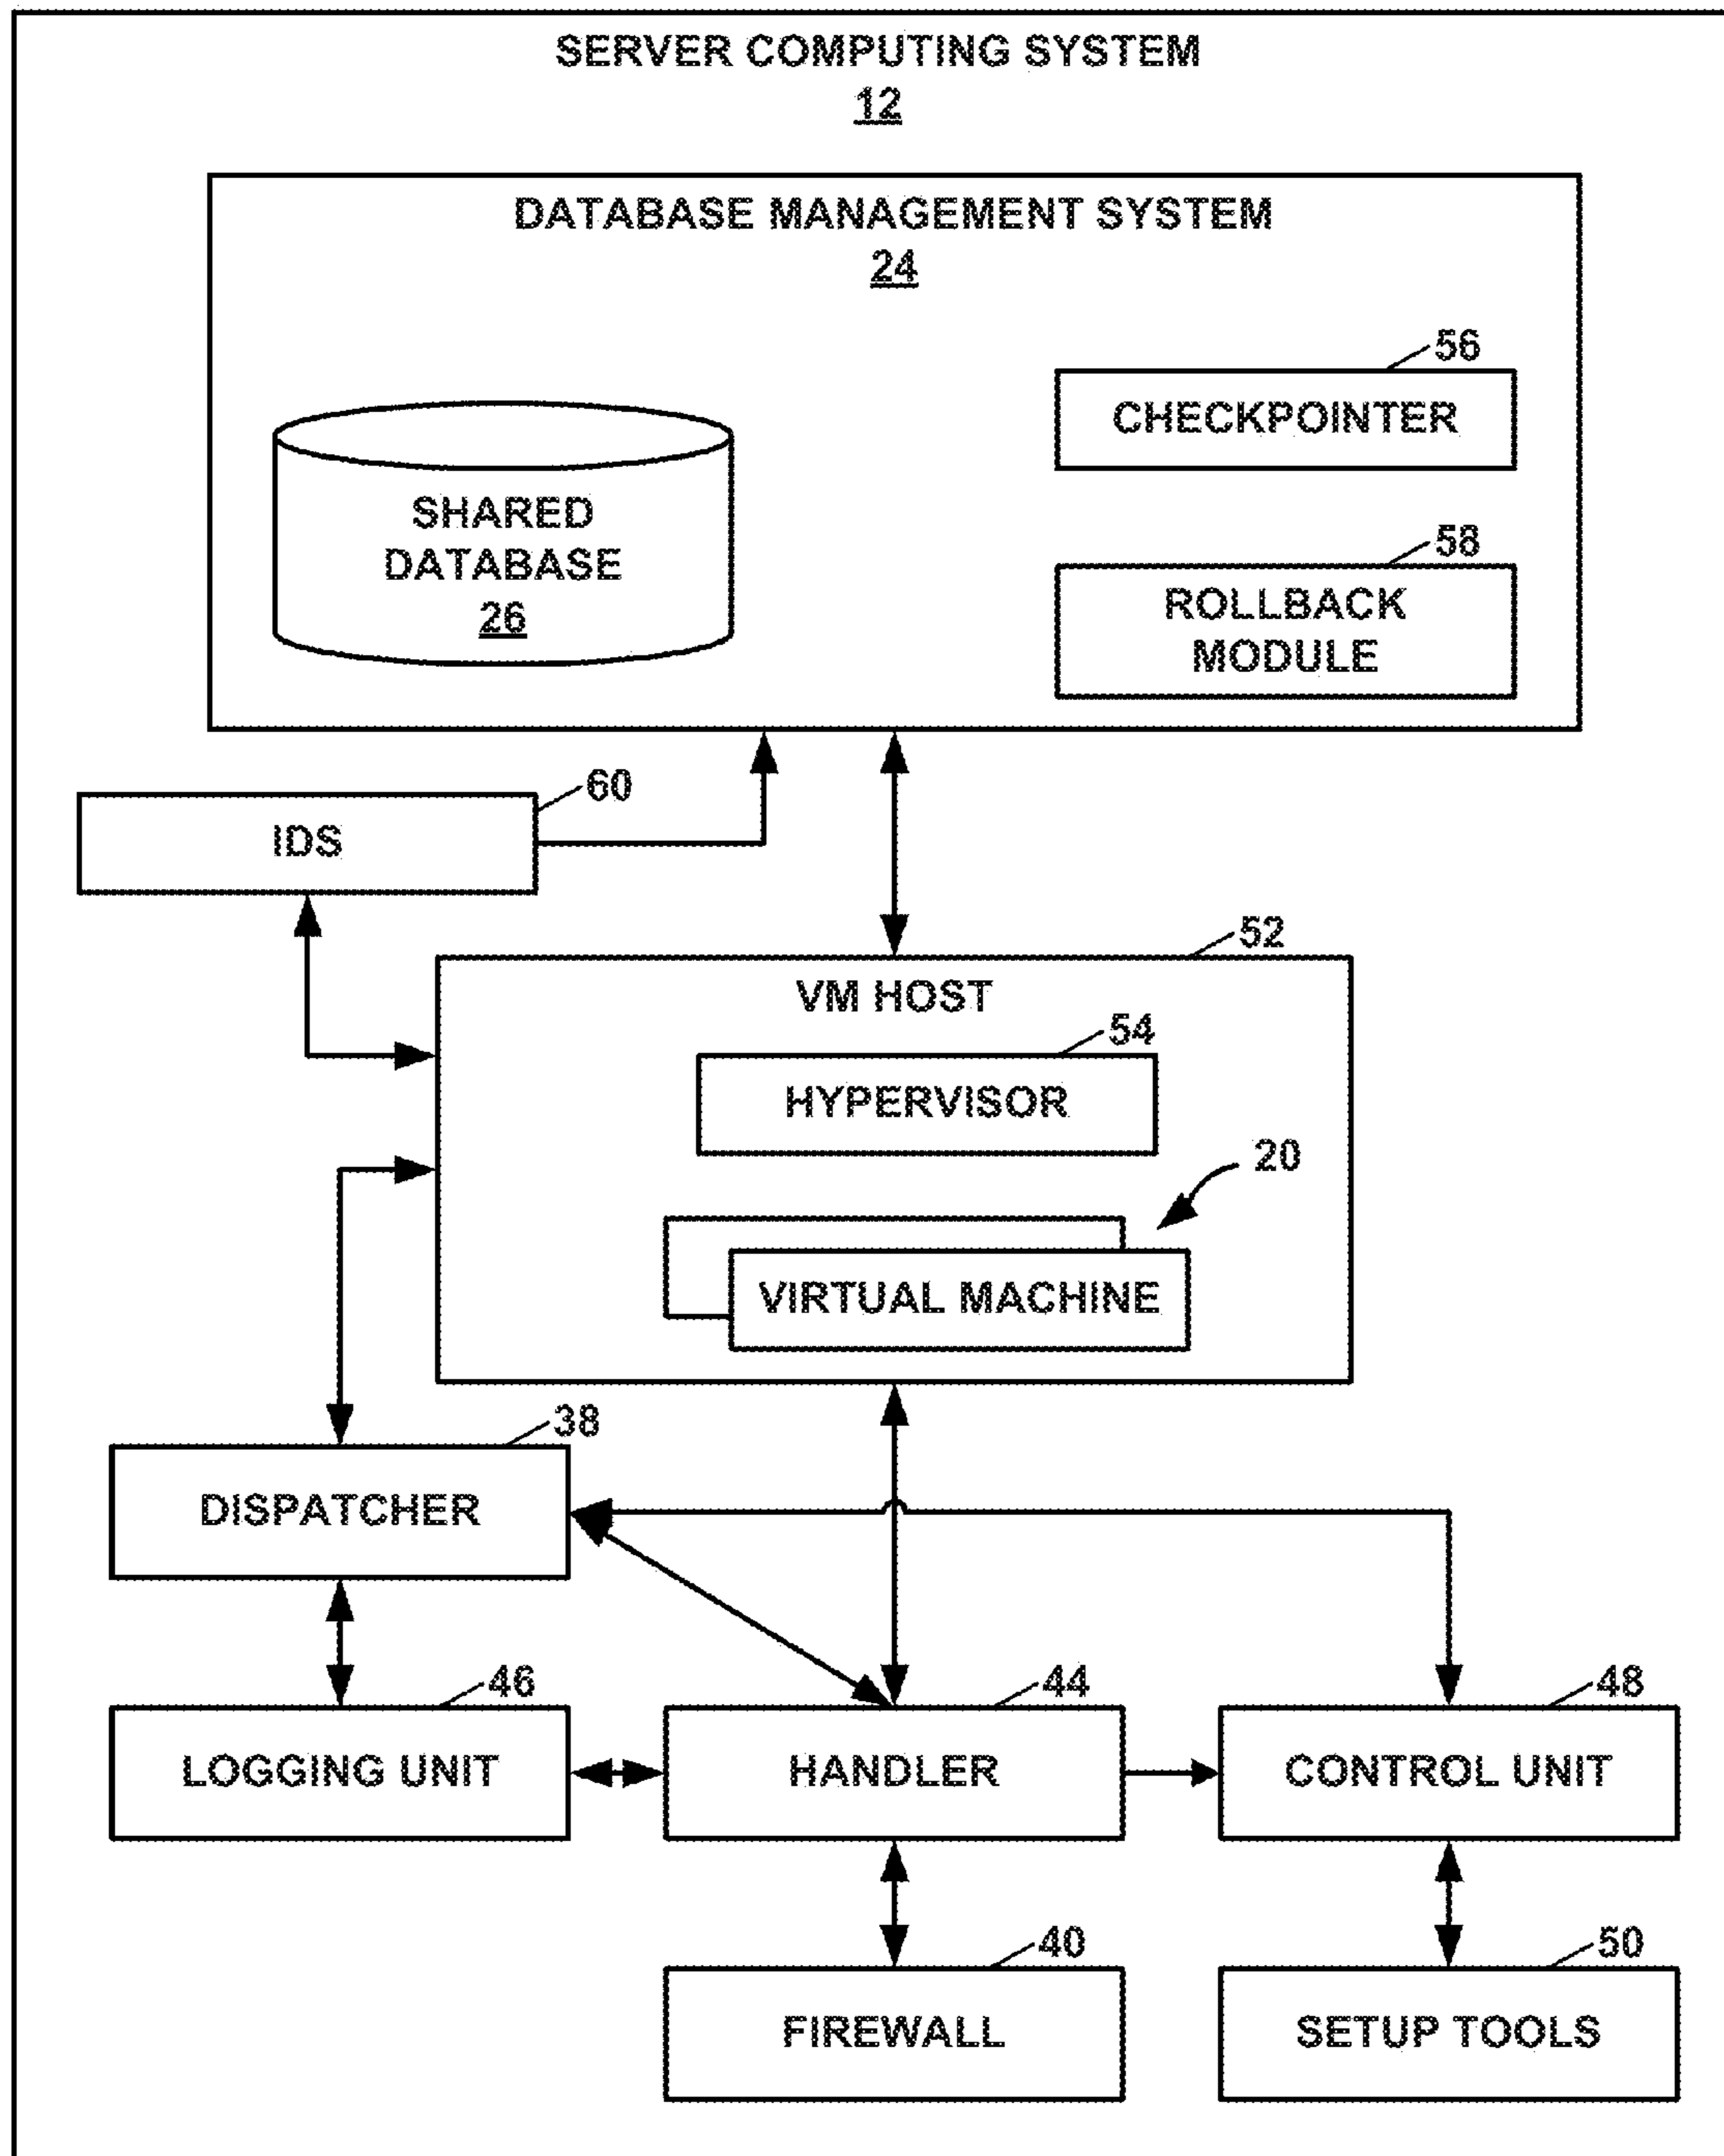 SERVER COMPUTING SYSTEM
12
DATABASE MANAGEMENT SYSTEM
24
56
CHECKPOINTER
SHARED
DATABASE
26
58
ROLLBACK
MODULE
60
IDS
52
VM HOST
54
HYPERVISOR
20
VIRTUAL MACHINE
38
DISPATCHER
46
LOGGING UNIT
44
HANDLER
48
CONTROL UNIT
40
FIREWALL
50
SETUP TOOLS